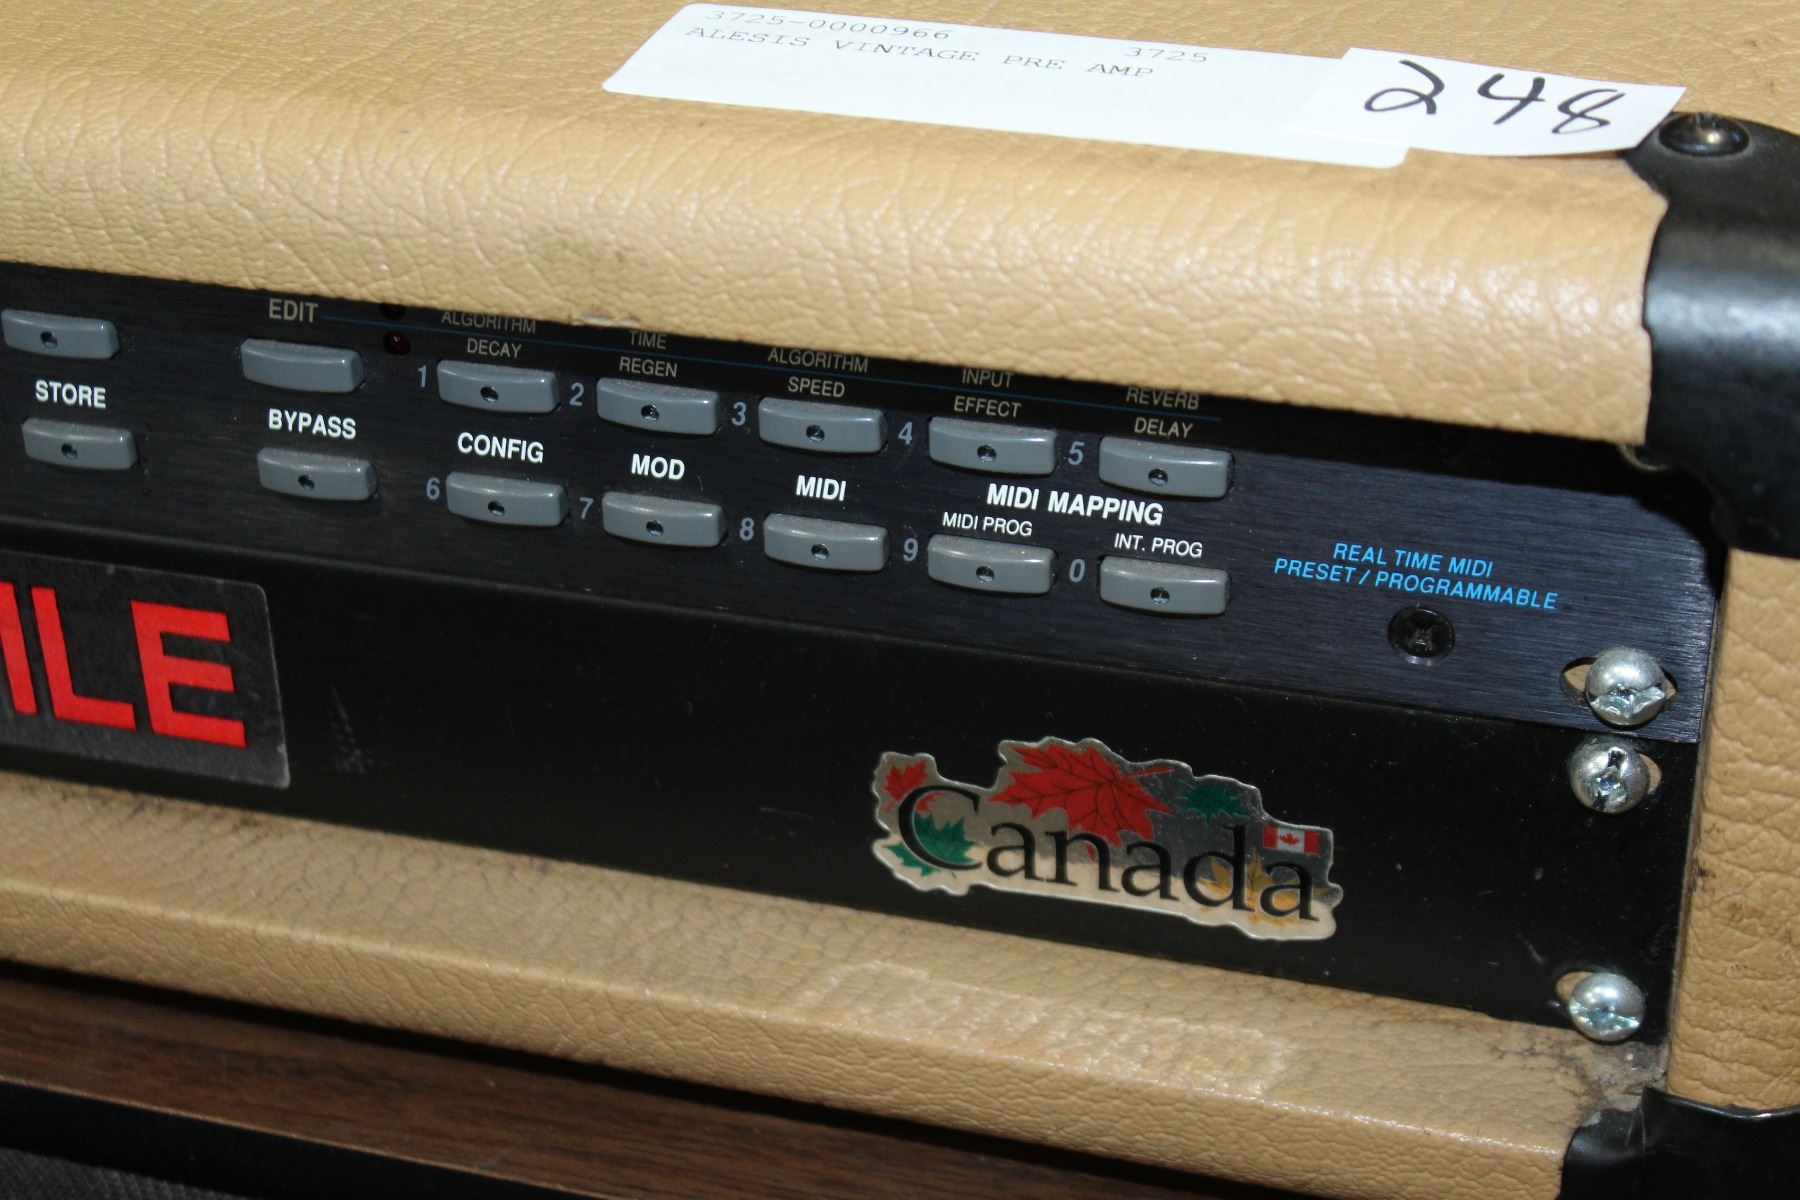 3725-0000966 3725
ALESIS VINTAGE PRE AMP
248
EDIT
ALGORITHM
TIME
ALGORITHM
INPUT
REVERB
DECAY
REGEN
SPEED
EFFECT
DELAY
1 2 3 4 5
STORE
BYPASS
CONFIG
MOD
MIDI
MIDI MAPPING
MIDI PROG
INT. PROG
6 7 8 9 0
REAL TIME MIDI
PRESET / PROGRAMMABLE
ILE
Canada